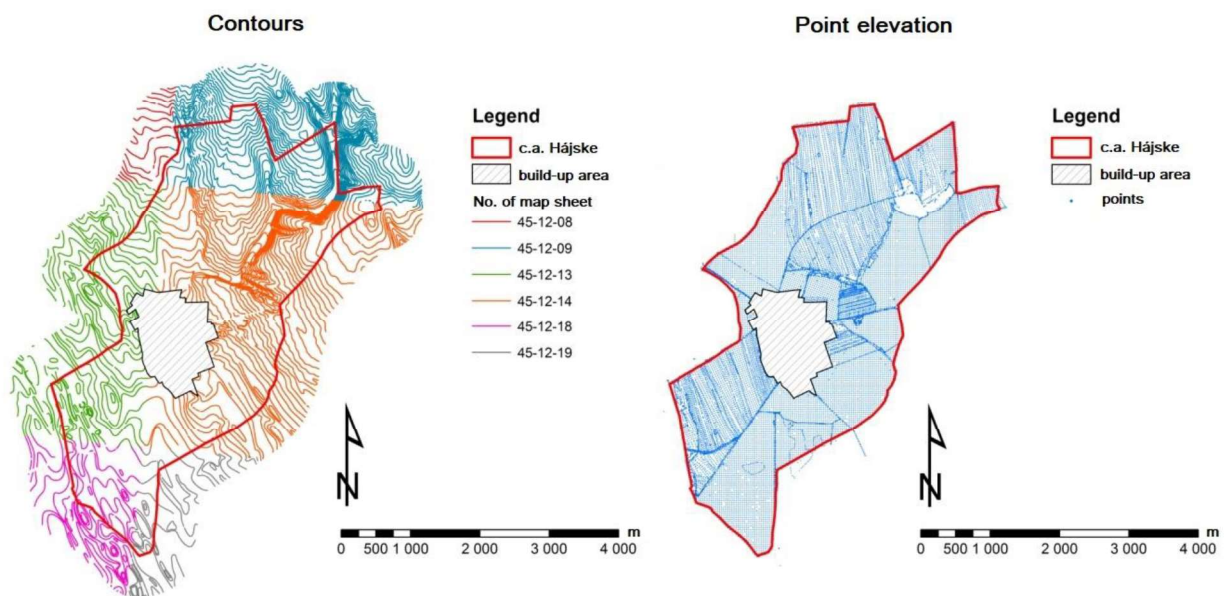 Contours
Legend
c.a. Hájske
build-up area
No. of map sheet
45-12-08
45-12-09
45-12-13
45-12-14
45-12-18
45-12-19
N
m
0 500 1 000 2 000 3 000 4 000
Point elevation
Legend
c.a. Hájske
build-up area
points
N
m
0 500 1 000 2 000 3 000 4 000